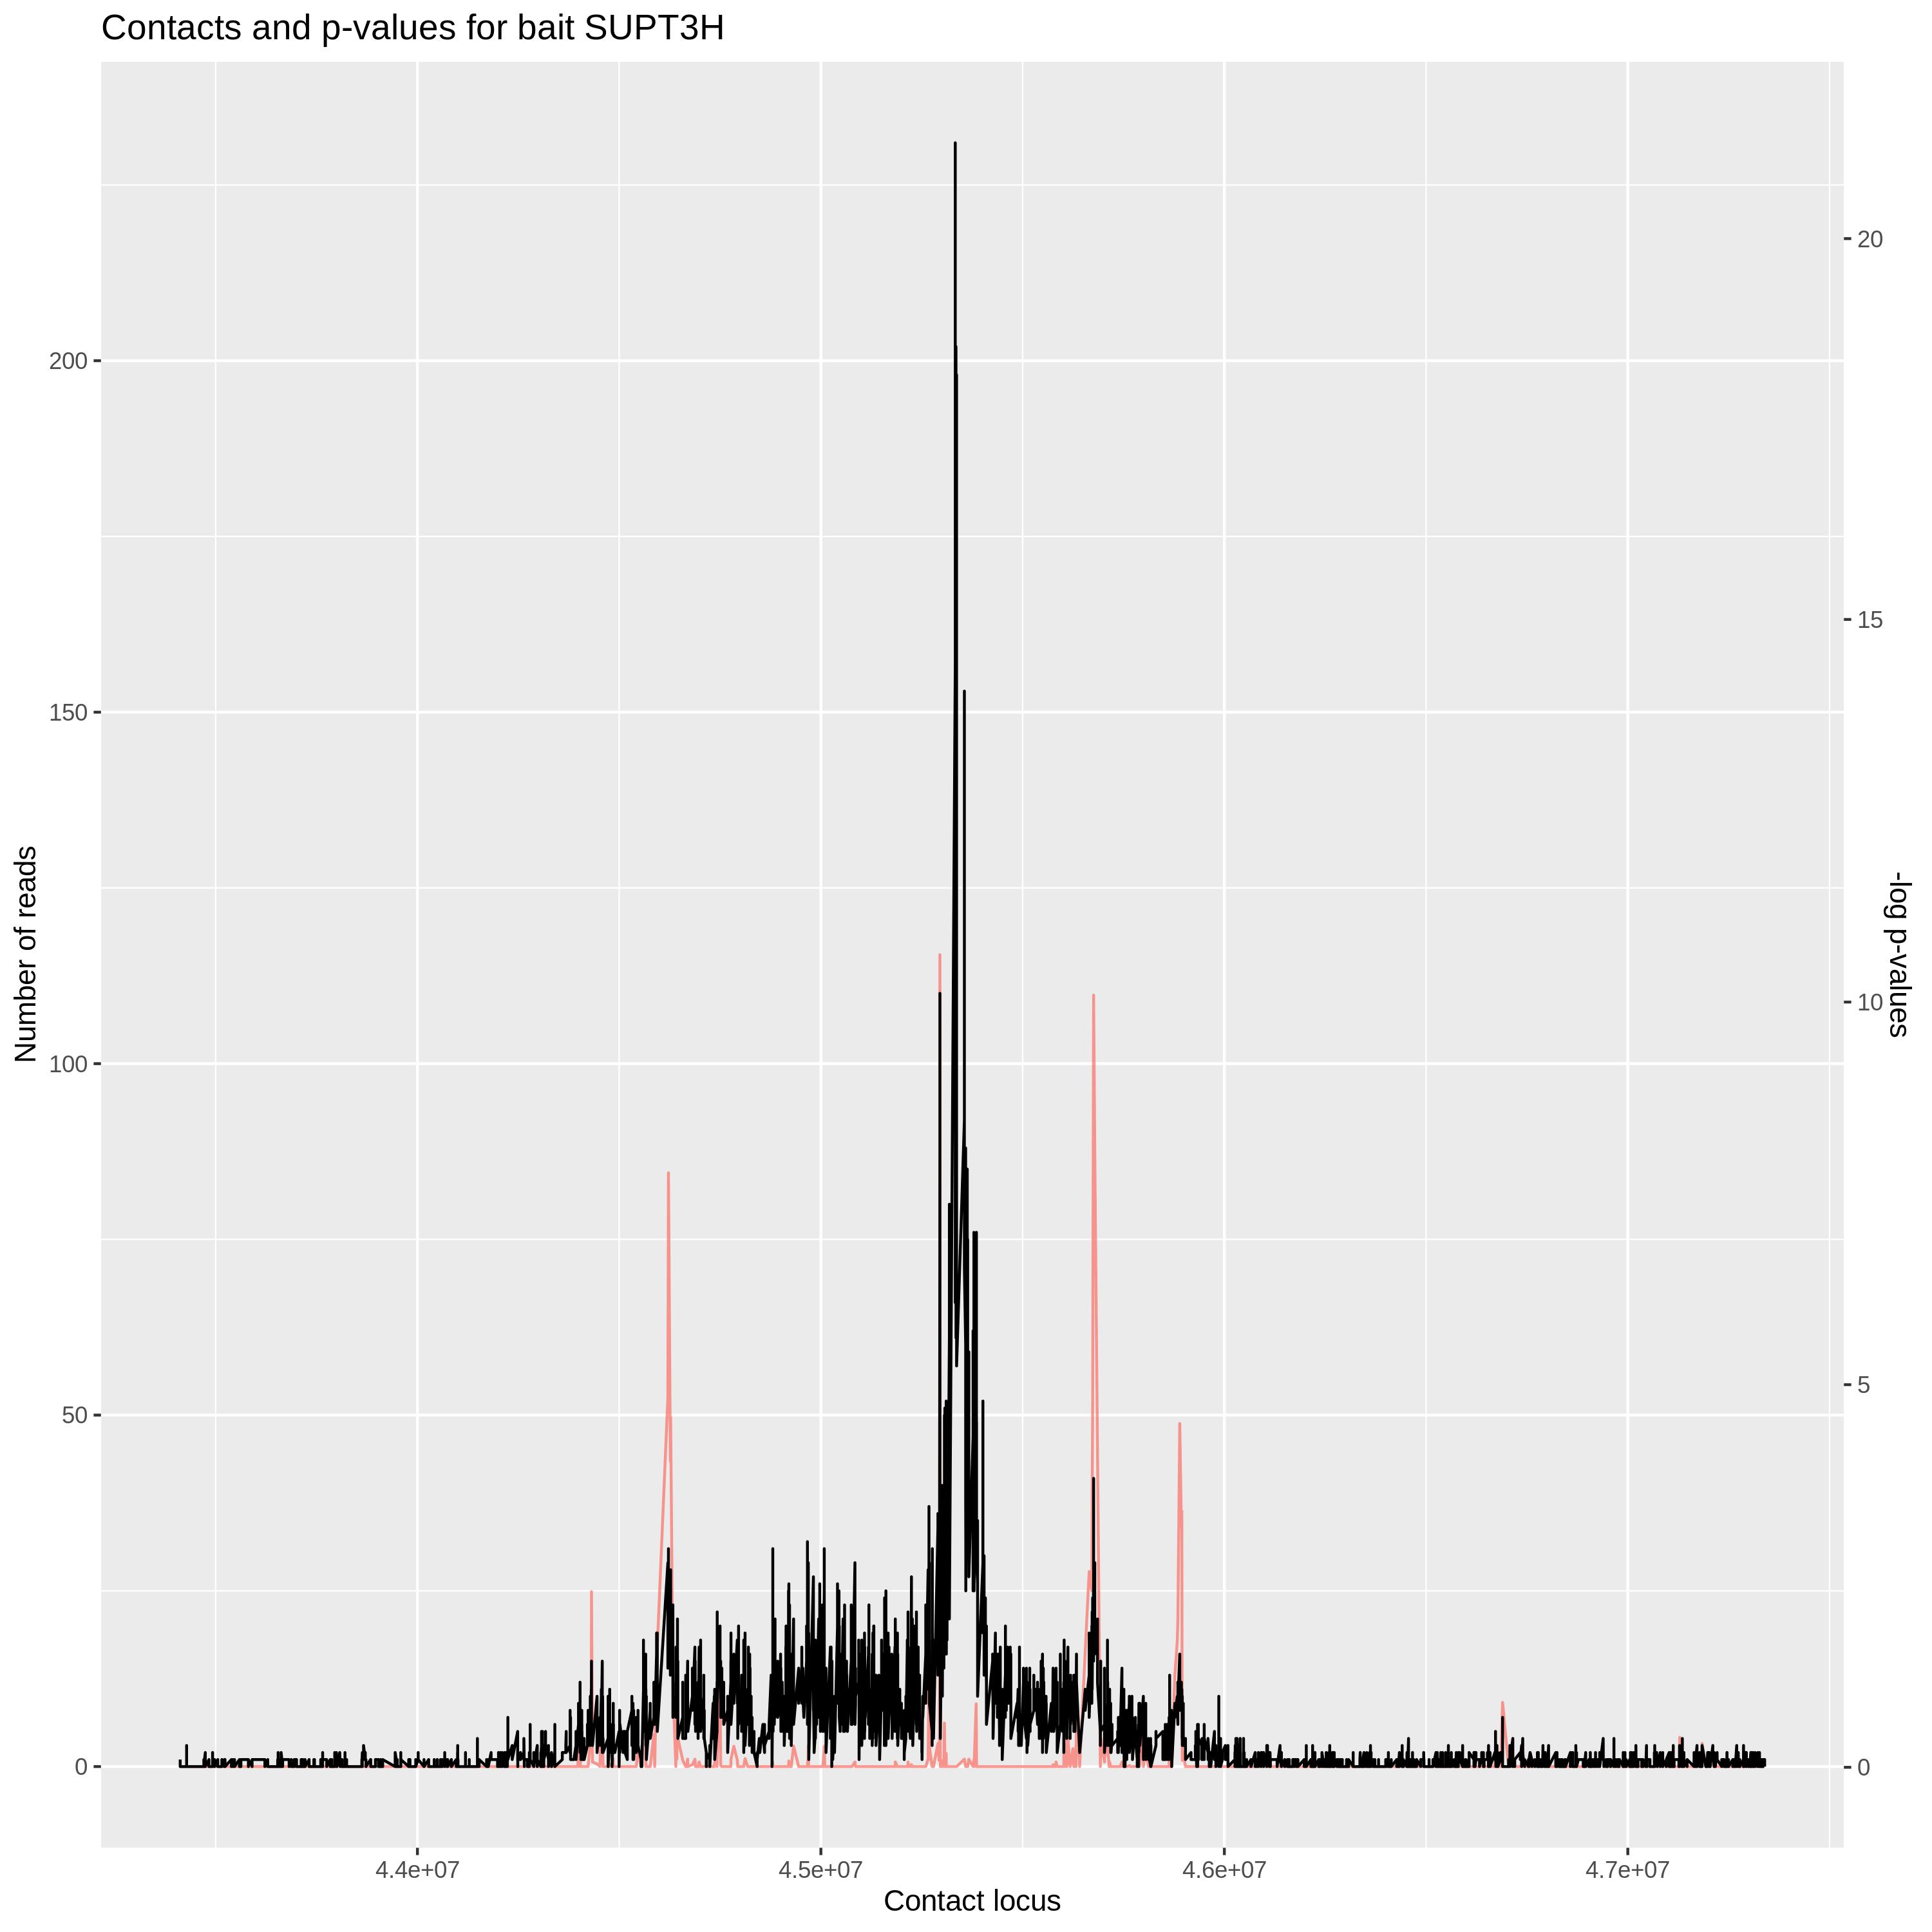 Contacts and p-values for bait SUPT3H
Number of reads
200
150
100
50
0
20
15
10
5
0
-log p-values
4.4e+07
4.5e+07
4.6e+07
4.7e+07
Contact locus